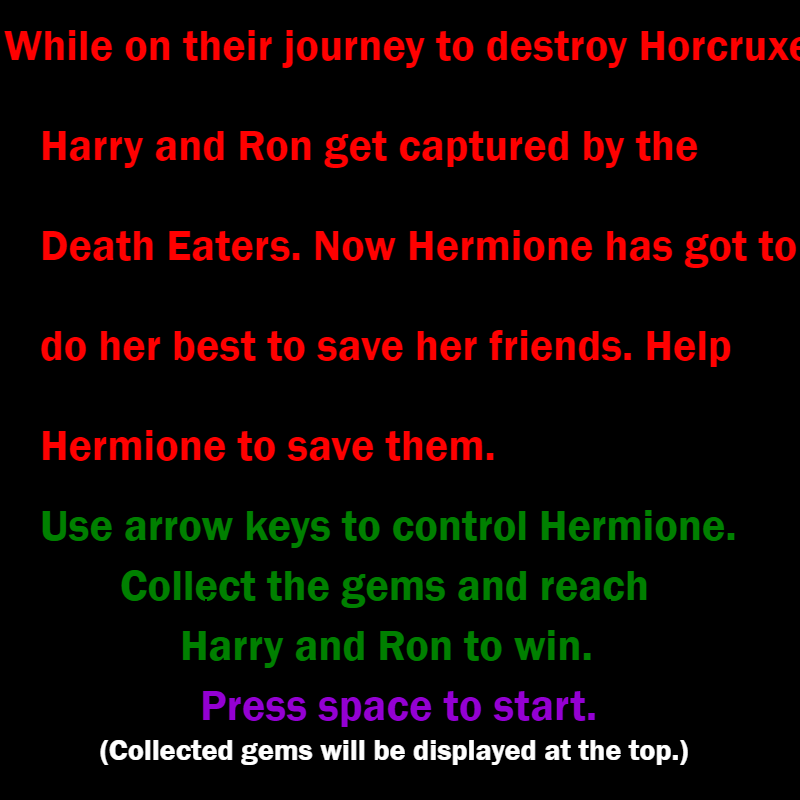 While on their journey to destroy Horcruxe
Harry and Ron get captured by the
Death Eaters. Now Hermione has got to
do her best to save her friends. Help
Hermione to save them.
Use arrow keys to control Hermione.
Collect the gems and reach
Harry and Ron to win.
Press space to start.
(Collected gems will be displayed at the top.)